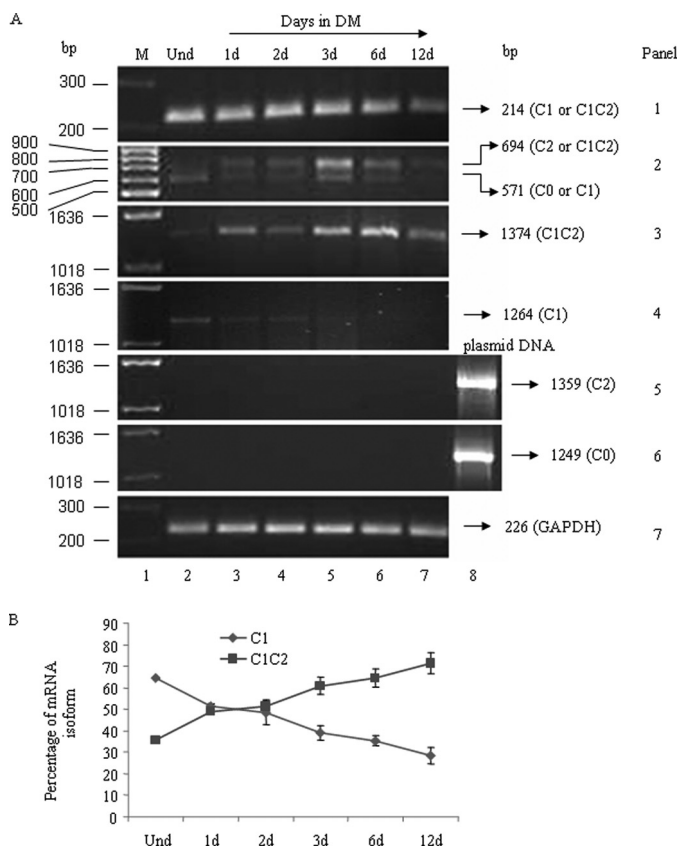 A
Days in DM
bp M Und 1d 2d 3d 6d 12d bp Panel
300
200
214 (C1 or C1C2) 1
900
800
700
600
500
694 (C2 or C1C2)
571 (C0 or C1)
2
1636
1018
1374 (C1C2) 3
1636
1018
1264 (C1) 4
plasmid DNA
1636
1018
1359 (C2) 5
1636
1018
1249 (C0) 6
300
200
226 (GAPDH) 7
1 2 3 4 5 6 7 8
B
Percentage of mRNA
isoform
90
80
70
60
50
40
30
20
10
0
C1
C1C2
Und 1d 2d 3d 6d 12d